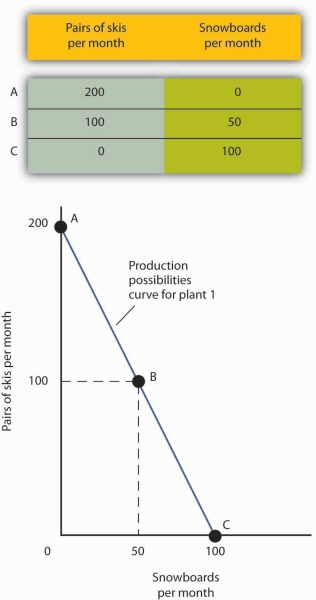 Pairs of skis
per month
Snowboards
per month
A 200 0
B 100 50
C 0 100
200
A
Production
possibilities
curve for plant 1
Pairs of skis per month
100
B
C
0 50 100
Snowboards
per month